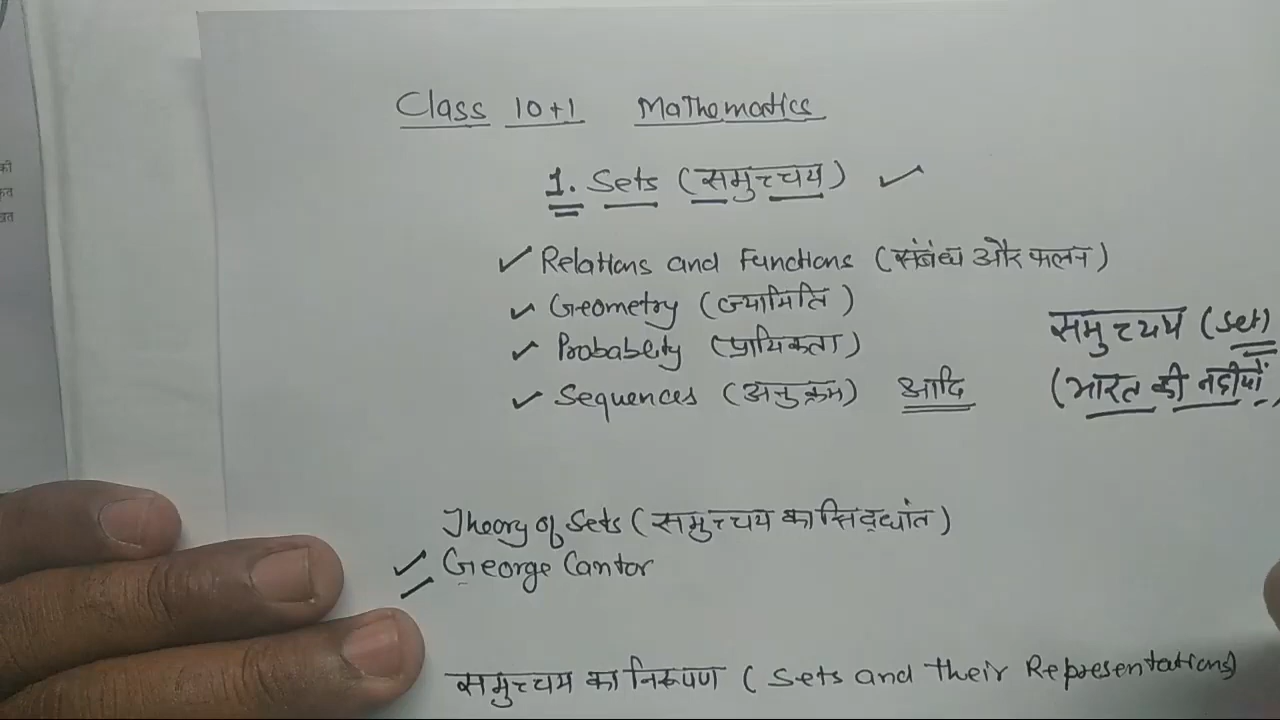 Class 10+1 Mathematics
1. Sets (समुच्चय)
Relations and Functions (संबंध और फलन)
Geometry (ज्यामिति)
Probabety (प्रायिकता)
Sequences (अनुक्रम) आदि
समुच्चय (set)
(भारत की नदीयों
Theory of Sets (समुच्चय का सिद्धांत)
George Cantor
समुच्चय का निरूपण ( Sets and their Representations)
की